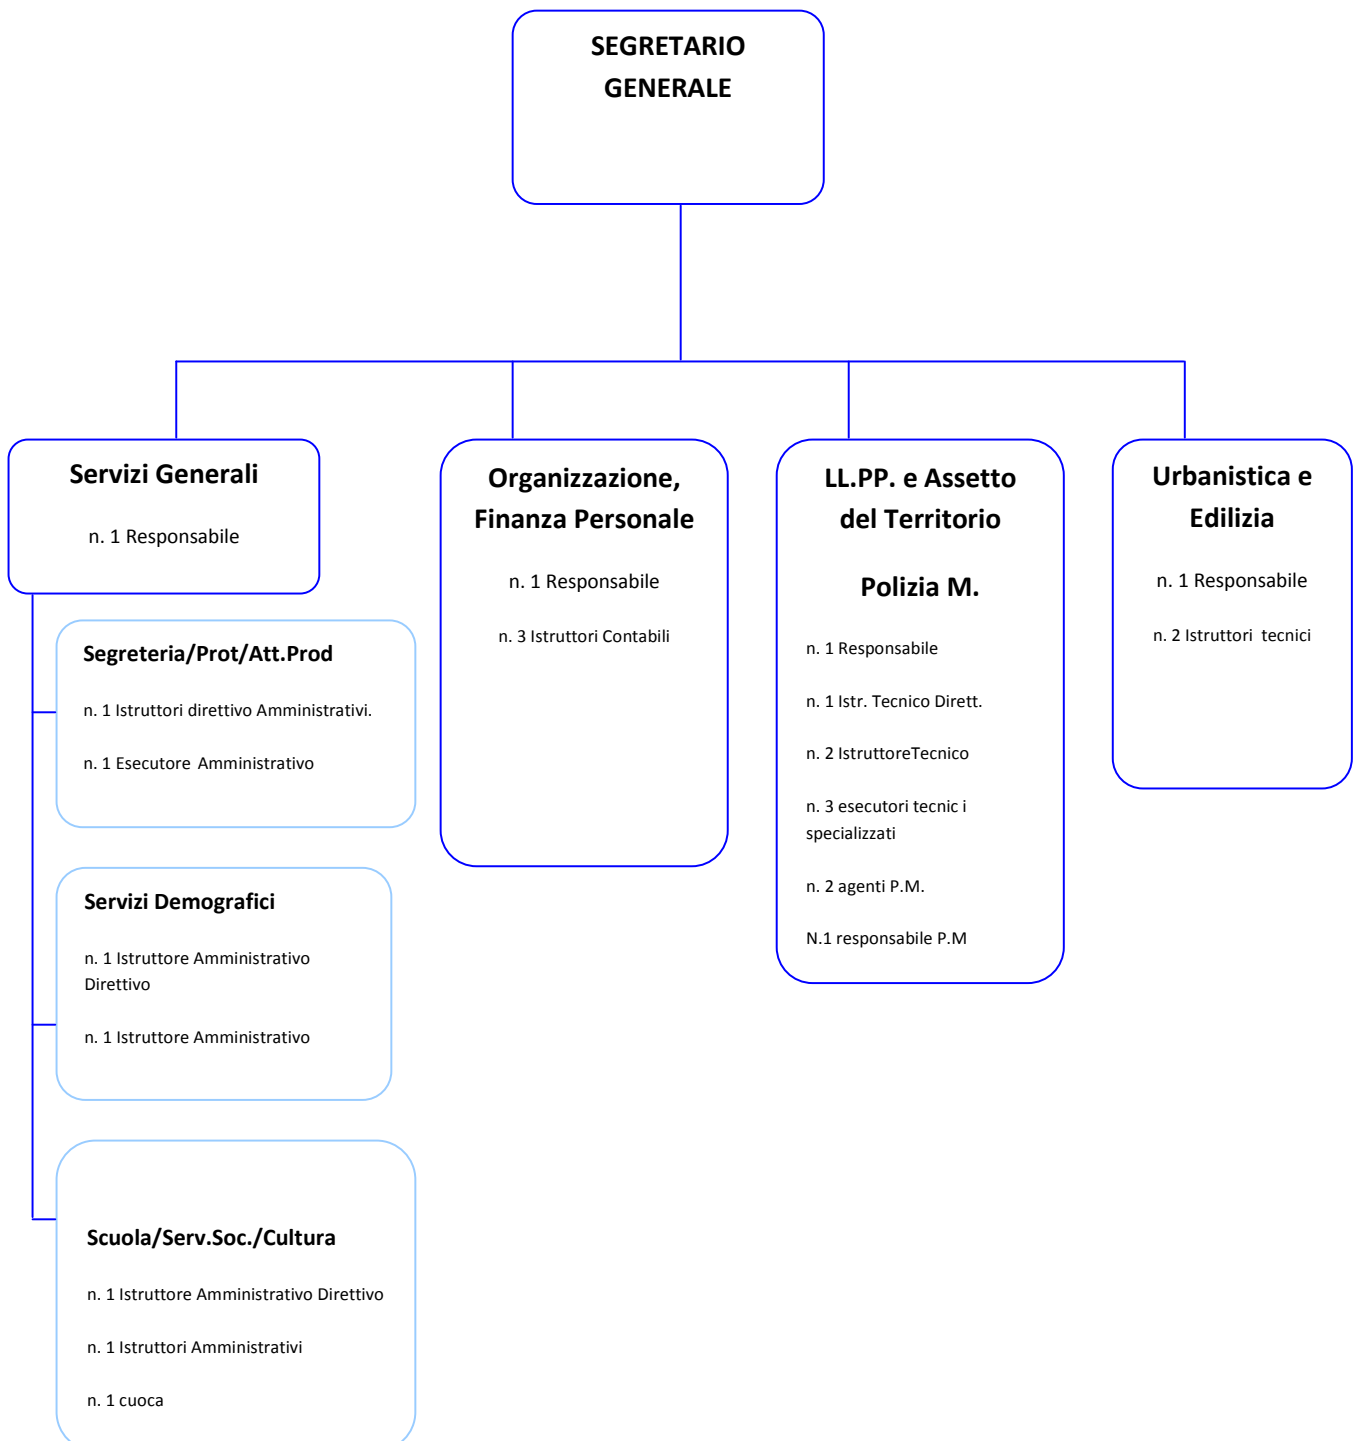 SEGRETARIO
GENERALE
Servizi Generali
n. 1 Responsabile
Segreteria/Prot/Att.Prod
n. 1 Istruttori direttivo Amministrativi.
n. 1 Esecutore Amministrativo
Servizi Demografici
n. 1 Istruttore Amministrativo
Direttivo
n. 1 Istruttore Amministrativo
Scuola/Serv.Soc./Cultura
n. 1 Istruttore Amministrativo Direttivo
n. 1 Istruttori Amministrativi
n. 1 cuoca
Organizzazione,
Finanza Personale
n. 1 Responsabile
n. 3 Istruttori Contabili
LL.PP. e Assetto
del Territorio
Polizia M.
n. 1 Responsabile
n. 1 Istr. Tecnico Dirett.
n. 2 IstruttoreTecnico
n. 3 esecutori tecnic i
specializzati
n. 2 agenti P.M.
N.1 responsabile P.M
Urbanistica e
Edilizia
n. 1 Responsabile
n. 2 Istruttori tecnici